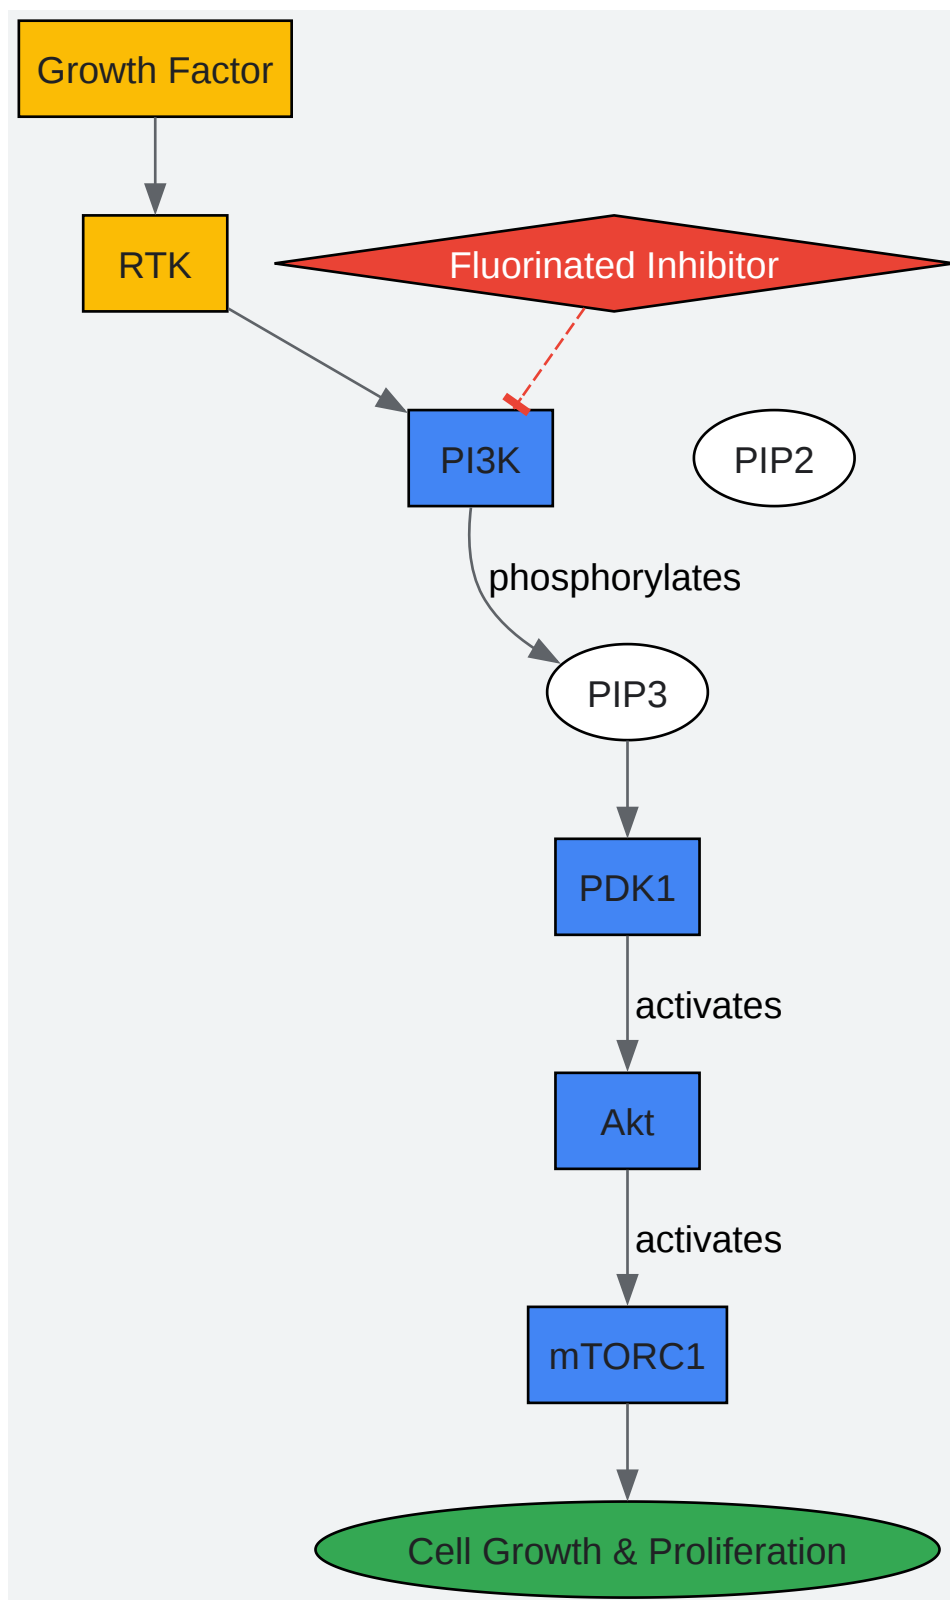 Growth Factor
RTK
Fluorinated Inhibitor
PI3K
PIP2
phosphorylates
PIP3
PDK1
activates
Akt
activates
mTORC1
Cell Growth & Proliferation